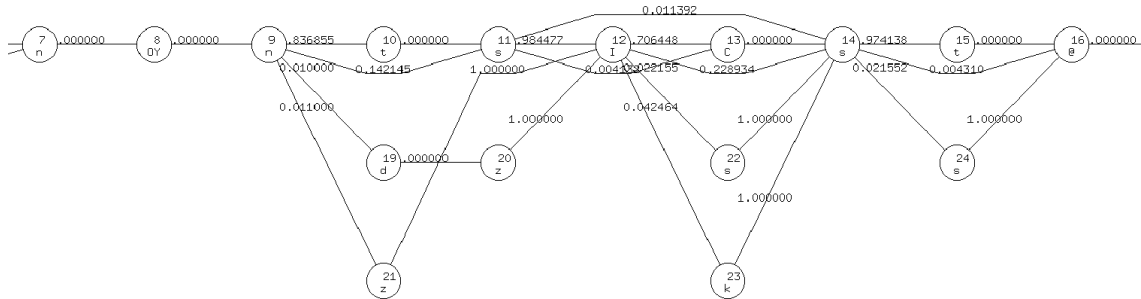 0.011392
7 n .000000 8 OY .000000 9 n .836855 10 t .000000 11 s .984477 12 I .706448 13 C .000000 14 s .974138 15 t .000000 16 @ .000000
0.010000 0.142145 1.000000 0.022155 0.228934 0.021552 0.004310
0.011000 0.042464
1.000000 1.000000 1.000000
19 d .000000 20 z 22 s 24 s
1.000000
21 z 23 k